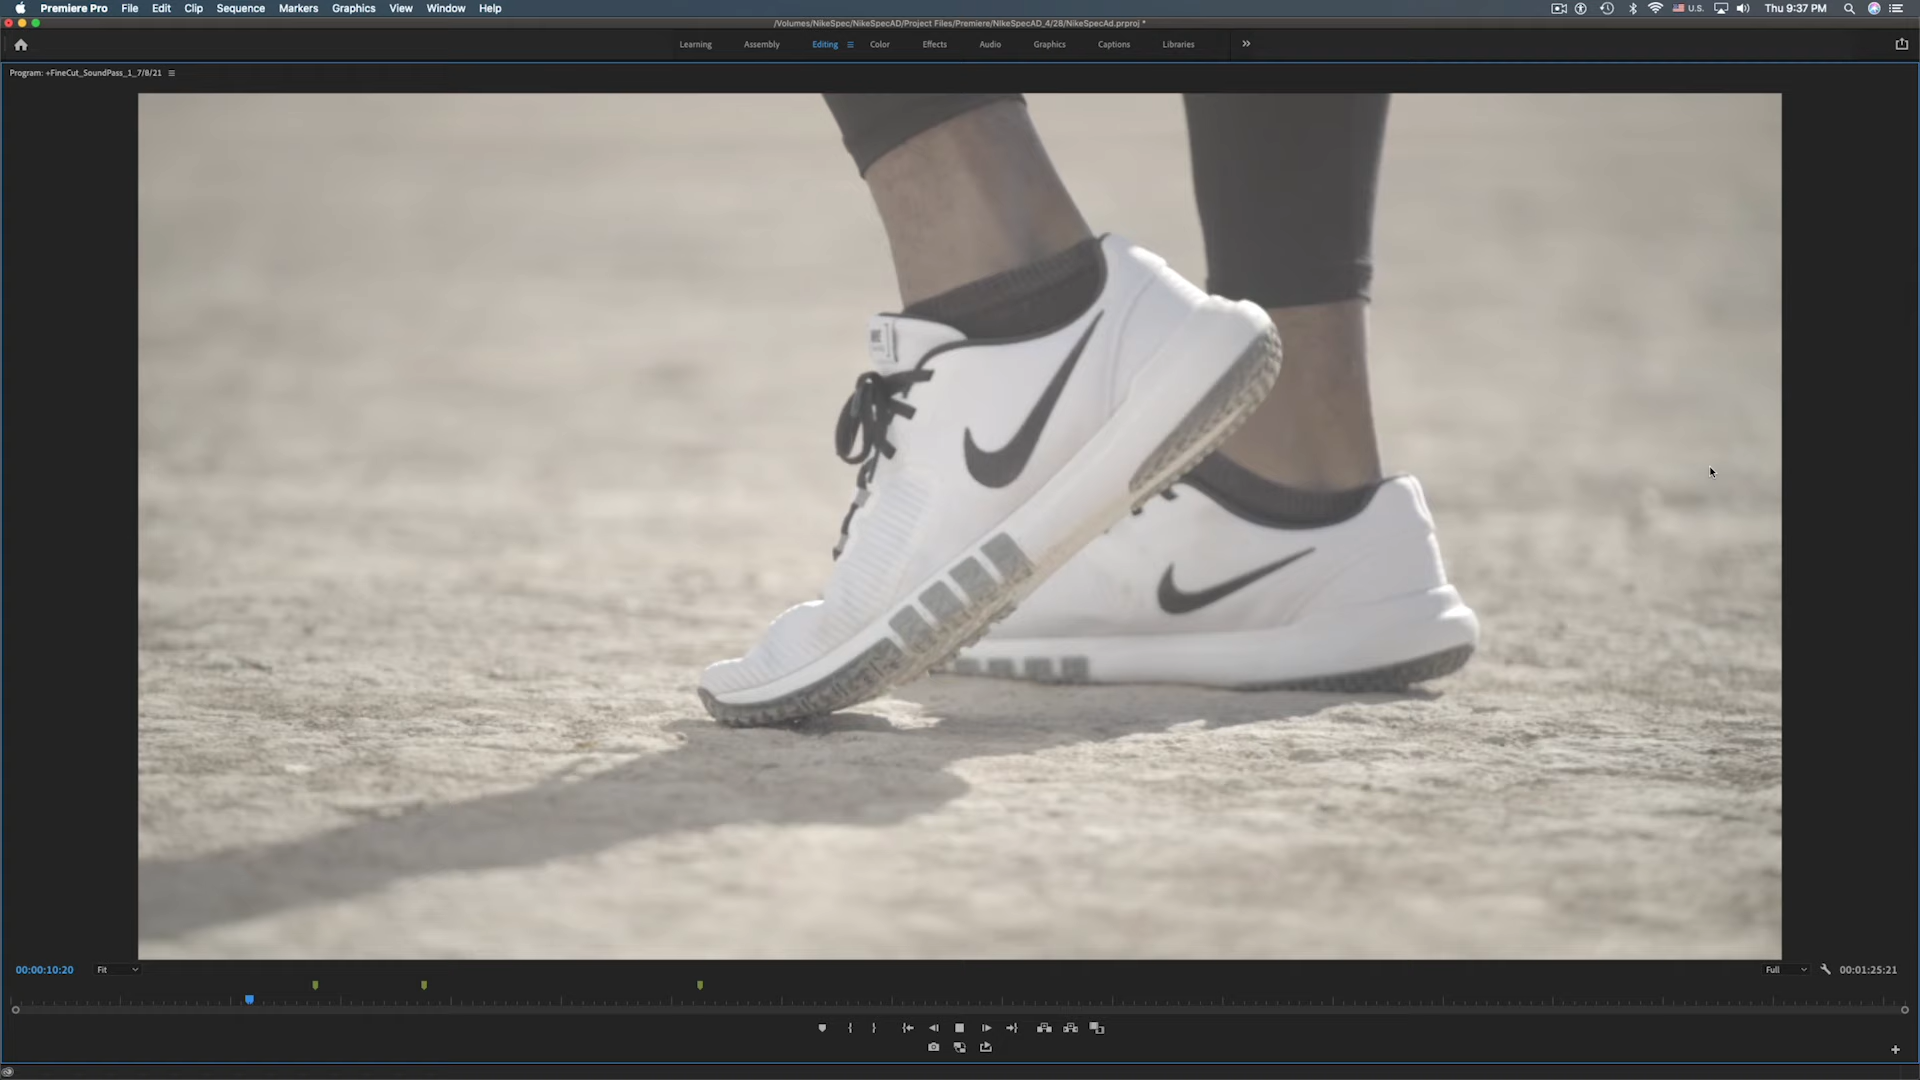 Premiere Pro File Edit Clip Sequence Markers Graphics View Window Help U.S. Thu 9:37 PM
/Volumes/NikeSpec/NikeSpecAD/Project Files/Premiere/NikeSpecAD_4/28/NikeSpecAd.prproj *
Learning Assembly Editing Color Effects Audio Graphics Captions Libraries
Program: +FineCut_SoundPass_1_7/8/21
00:00:10:20 Fit Full 00:01:25:21